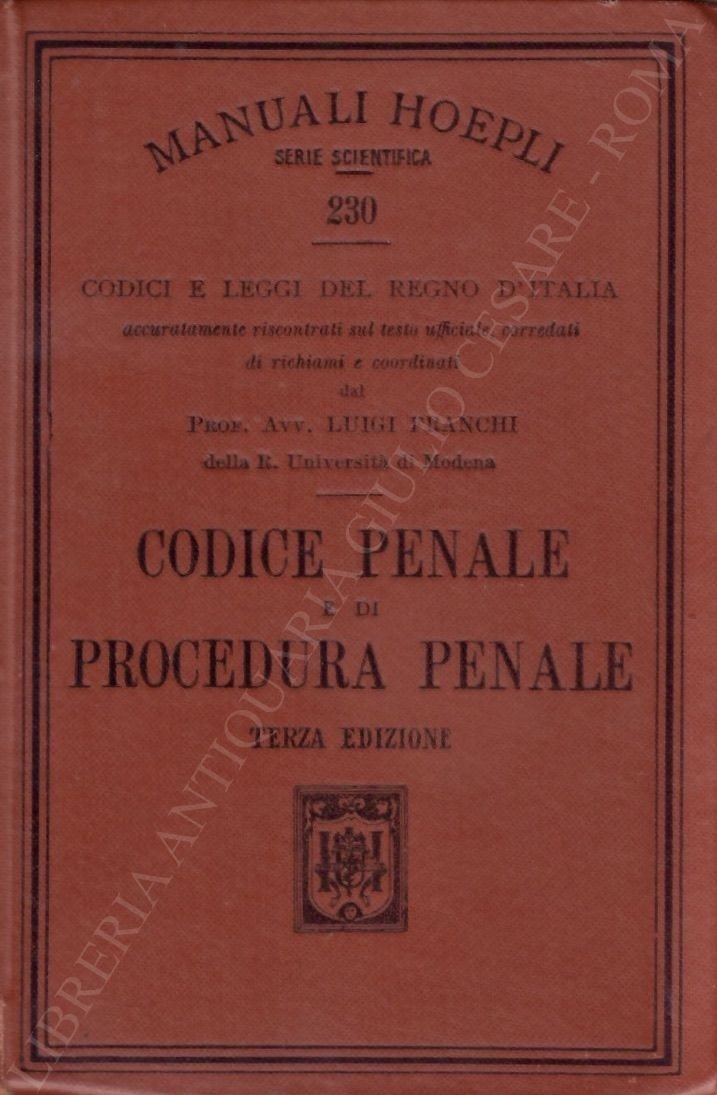 MANUALI HOEPLI
SERIE SCIENTIFICA
230
CODICI E LEGGI DEL REGNO D'ITALIA
accuratamente riscontrati sul testo ufficiale, corredati
di richiami e coordinati
dal
PROF. AVV. LUIGI FRANCHI
della R. Università di Modena
CODICE PENALE
E DI
PROCEDURA PENALE
TERZA EDIZIONE
H
LIBRERIA ANTIQUARIA GIULIO CESARE - ROMA